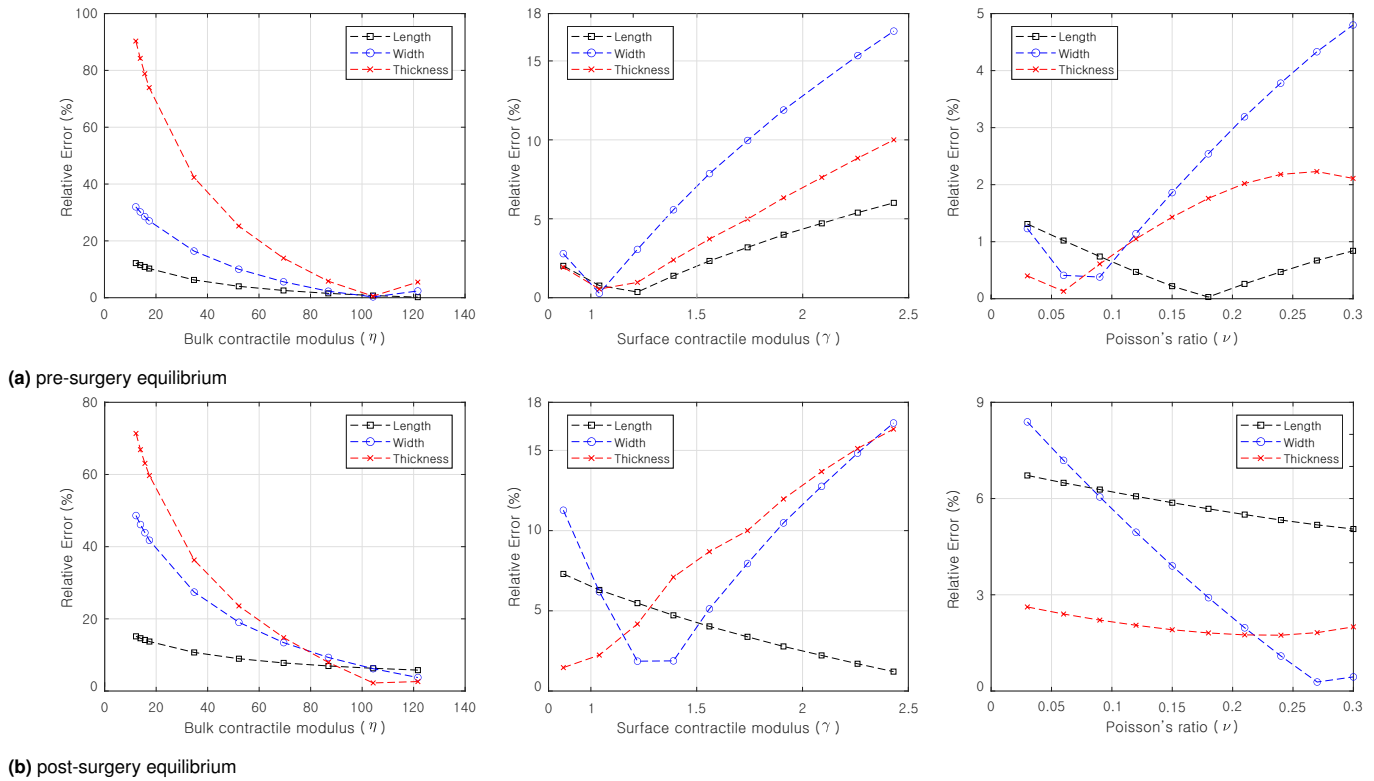 100
80
60
40
20
0
0 20 40 60 80 100 120 140
Relative Error (%)
Bulk contractile modulus ( η )
Length
Width
Thickness
18
15
10
5
0
1 1.5 2 2.5
Relative Error (%)
Surface contractile modulus ( γ )
Length
Width
Thickness
5
4
3
2
1
0
0 0.05 0.1 0.15 0.2 0.25 0.3
Relative Error (%)
Poisson's ratio ( ν )
Length
Width
Thickness
(a) pre-surgery equilibrium
80
60
40
20
0
0 20 40 60 80 100 120 140
Relative Error (%)
Bulk contractile modulus ( η )
Length
Width
Thickness
18
15
10
5
0
1 1.5 2 2.5
Relative Error (%)
Surface contractile modulus ( γ )
Length
Width
Thickness
9
6
3
0
0 0.05 0.1 0.15 0.2 0.25 0.3
Relative Error (%)
Poisson's ratio ( ν )
Length
Width
Thickness
(b) post-surgery equilibrium